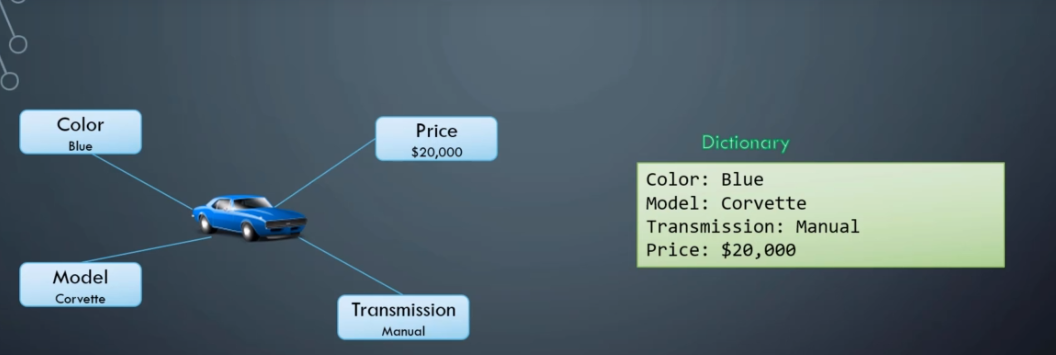 Color
Blue
Price
$20,000
Model
Corvette
Transmission
Manual
Dictionary
Color: Blue
Model: Corvette
Transmission: Manual
Price: $20,000